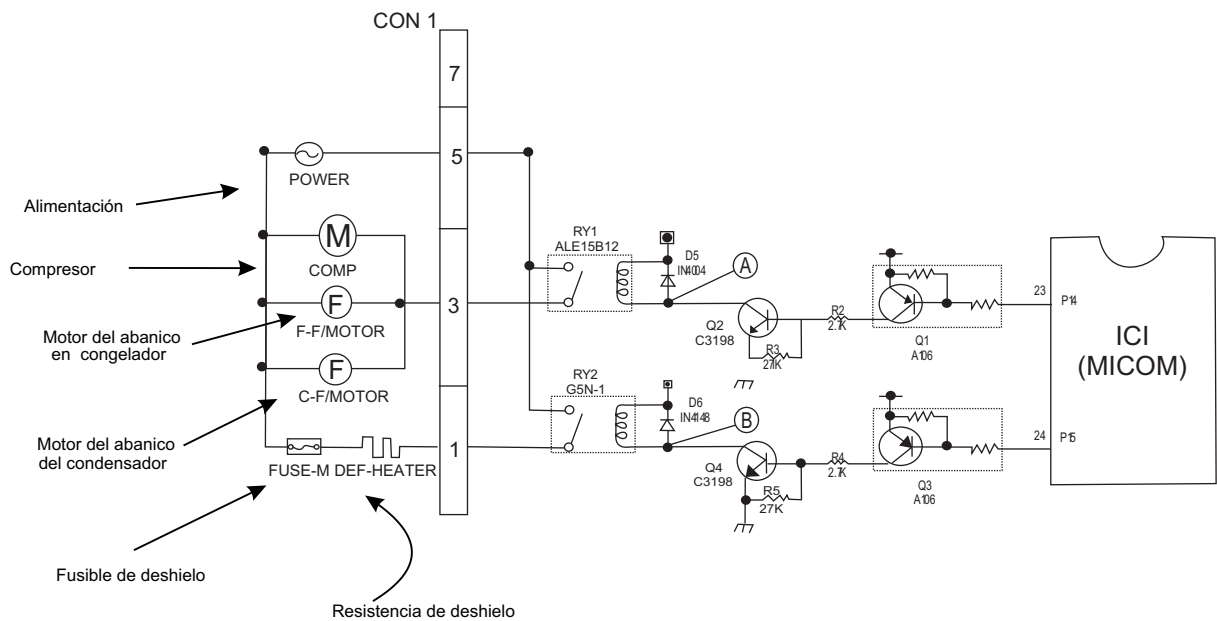 CON 1
7
5
POWER
Alimentación
M
COMP
Compresor
F
F-F/MOTOR
3
Motor del abanico
en congelador
F
C-F/MOTOR
Motor del abanico
del condensador
1
FUSE-M DEF-HEATER
Fusible de deshielo
Resistencia de deshielo
RY1
ALE15B12
D5
IN4004
A
Q2
C3198
R3
27K
R2
2.7K
Q1
A106
23
P14
ICI
(MICOM)
RY2
G5N-1
D6
IN4148
B
Q4
C3198
R5
27K
R4
2.7K
Q3
A106
24
P15